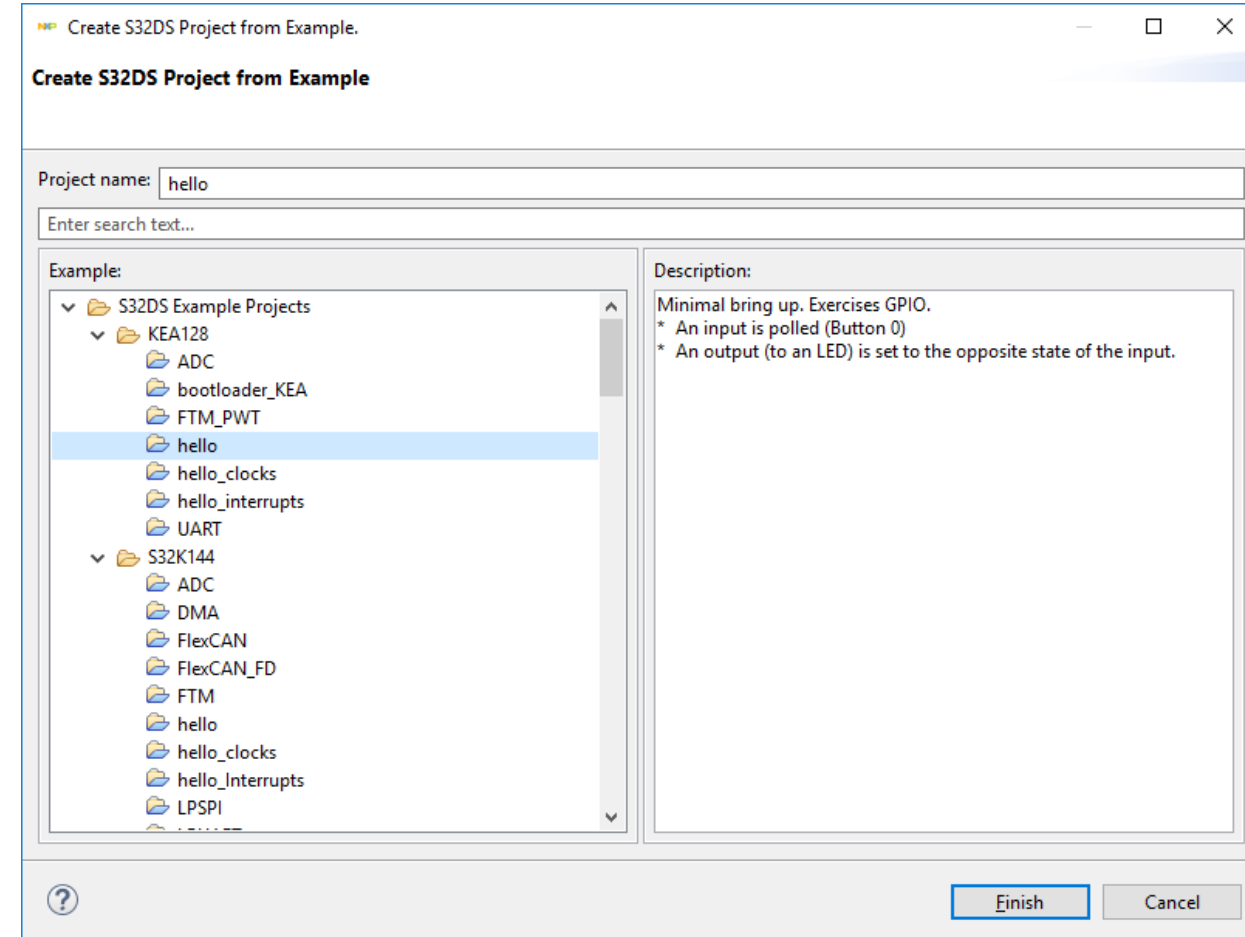 NXP Create S32DS Project from Example.
Create S32DS Project from Example
Project name: hello
Enter search text...
Example:
S32DS Example Projects
KEA128
ADC
bootloader_KEA
FTM_PWT
hello
hello_clocks
hello_interrupts
UART
S32K144
ADC
DMA
FlexCAN
FlexCAN_FD
FTM
hello
hello_clocks
hello_Interrupts
LPSPI
Description:
Minimal bring up. Exercises GPIO.
* An input is polled (Button 0)
* An output (to an LED) is set to the opposite state of the input.
?
Finish
Cancel